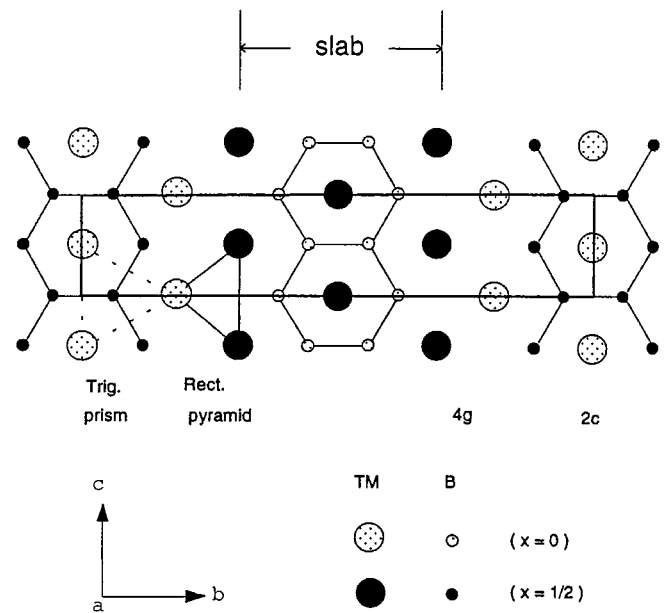 slab
Trig. Rect.
prism pyramid 4g 2c
c TM B
( x = 0 )
a b ( x = 1/2 )